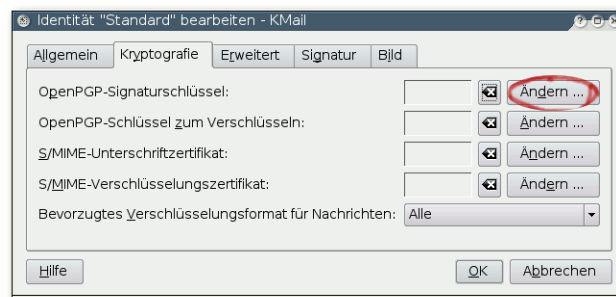 Identität "Standard" bearbeiten - KMail
Allgemein Kryptografie Erweitert Signatur Bild
OpenPGP-Signaturschlüssel: Ändern ...
OpenPGP-Schlüssel zum Verschlüsseln: Ändern ...
S/MIME-Unterschriftzertifikat: Ändern ...
S/MIME-Verschlüsselungszertifikat: Ändern ...
Bevorzugtes Verschlüsselungsformat für Nachrichten: Alle
Hilfe OK Abbrechen